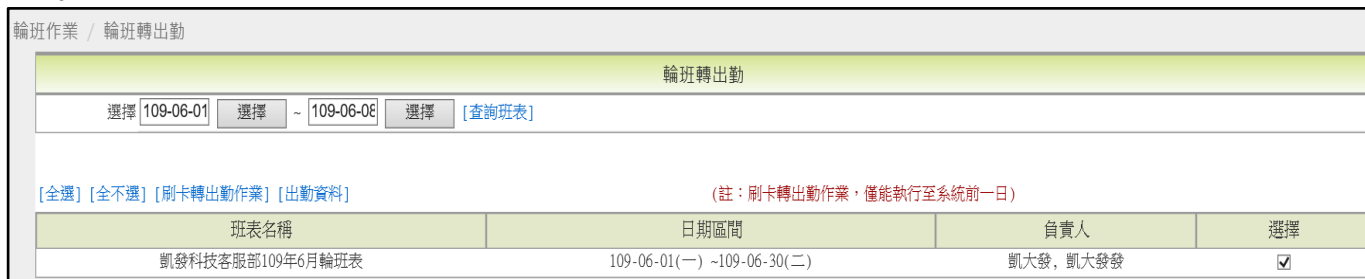 輪班作業 / 輪班轉出勤
輪班轉出勤
選擇 109-06-01 選擇 ~ 109-06-08 選擇 [查詢班表]
[全選] [全不選] [刷卡轉出勤作業] [出勤資料] (註：刷卡轉出勤作業，僅能執行至系統前一日)
班表名稱 日期區間 負責人 選擇
凱發科技客服部109年6月輪班表 109-06-01(一) ~109-06-30(二) 凱大發, 凱大發發